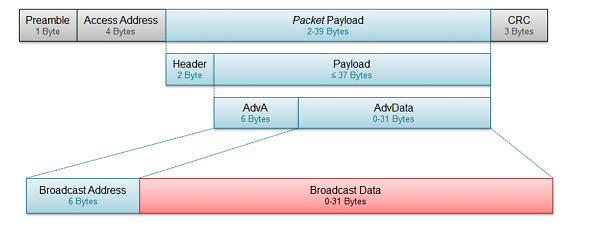 Preamble
1 Byte
Access Address
4 Bytes
Packet Payload
2-39 Bytes
CRC
3 Bytes
Header
2 Byte
Payload
≤ 37 Bytes
AdvA
6 Bytes
AdvData
0-31 Bytes
Broadcast Address
6 Bytes
Broadcast Data
0-31 Bytes